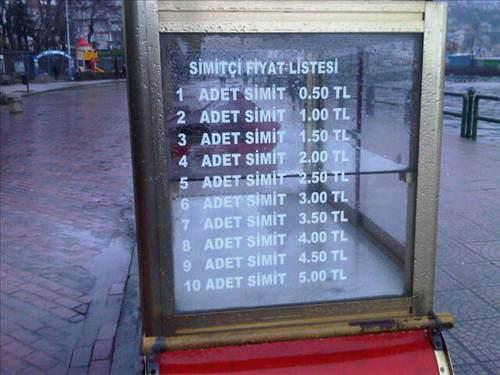 SİMİTÇİ FİYAT LİSTESİ
1 ADET SİMİT 0.50 TL
2 ADET SİMİT 1.00 TL
3 ADET SİMİT 1.50 TL
4 ADET SİMİT 2.00 TL
5 ADET SİMİT 2.50 TL
6 ADET SİMİT 3.00 TL
7 ADET SİMİT 3.50 TL
8 ADET SİMİT 4.00 TL
9 ADET SİMİT 4.50 TL
10 ADET SİMİT 5.00 TL